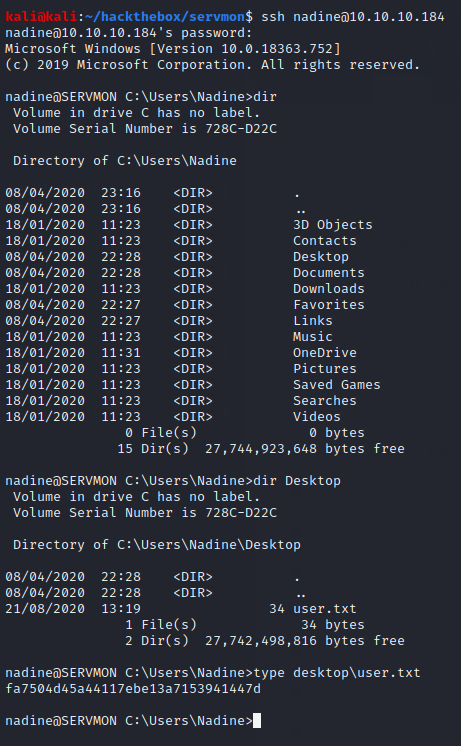 kali@kali:~/hackthebox/servmon$ ssh nadine@10.10.10.184
nadine@10.10.10.184's password:
Microsoft Windows [Version 10.0.18363.752]
(c) 2019 Microsoft Corporation. All rights reserved.
nadine@SERVMON C:\Users\Nadine>dir
 Volume in drive C has no label.
 Volume Serial Number is 728C-D22C
 Directory of C:\Users\Nadine
08/04/2020  23:16    <DIR>          .
08/04/2020  23:16    <DIR>          ..
18/01/2020  11:23    <DIR>          3D Objects
18/01/2020  11:23    <DIR>          Contacts
08/04/2020  22:28    <DIR>          Desktop
08/04/2020  22:28    <DIR>          Documents
18/01/2020  11:23    <DIR>          Downloads
08/04/2020  22:27    <DIR>          Favorites
08/04/2020  22:27    <DIR>          Links
18/01/2020  11:23    <DIR>          Music
18/01/2020  11:31    <DIR>          OneDrive
18/01/2020  11:23    <DIR>          Pictures
18/01/2020  11:23    <DIR>          Saved Games
18/01/2020  11:23    <DIR>          Searches
18/01/2020  11:23    <DIR>          Videos
               0 File(s)              0 bytes
              15 Dir(s)  27,744,923,648 bytes free
nadine@SERVMON C:\Users\Nadine>dir Desktop
 Volume in drive C has no label.
 Volume Serial Number is 728C-D22C
 Directory of C:\Users\Nadine\Desktop
08/04/2020  22:28    <DIR>          .
08/04/2020  22:28    <DIR>          ..
21/08/2020  13:19                34 user.txt
               1 File(s)             34 bytes
               2 Dir(s)  27,742,498,816 bytes free
nadine@SERVMON C:\Users\Nadine>type desktop\user.txt
fa7504d45a44117ebe13a7153941447d
nadine@SERVMON C:\Users\Nadine>